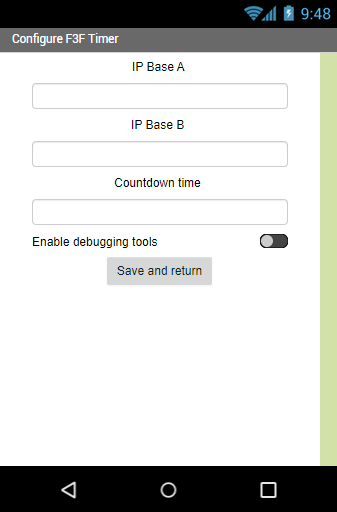 9:48
Configure F3F Timer
IP Base A
IP Base B
Countdown time
Enable debugging tools
Save and return